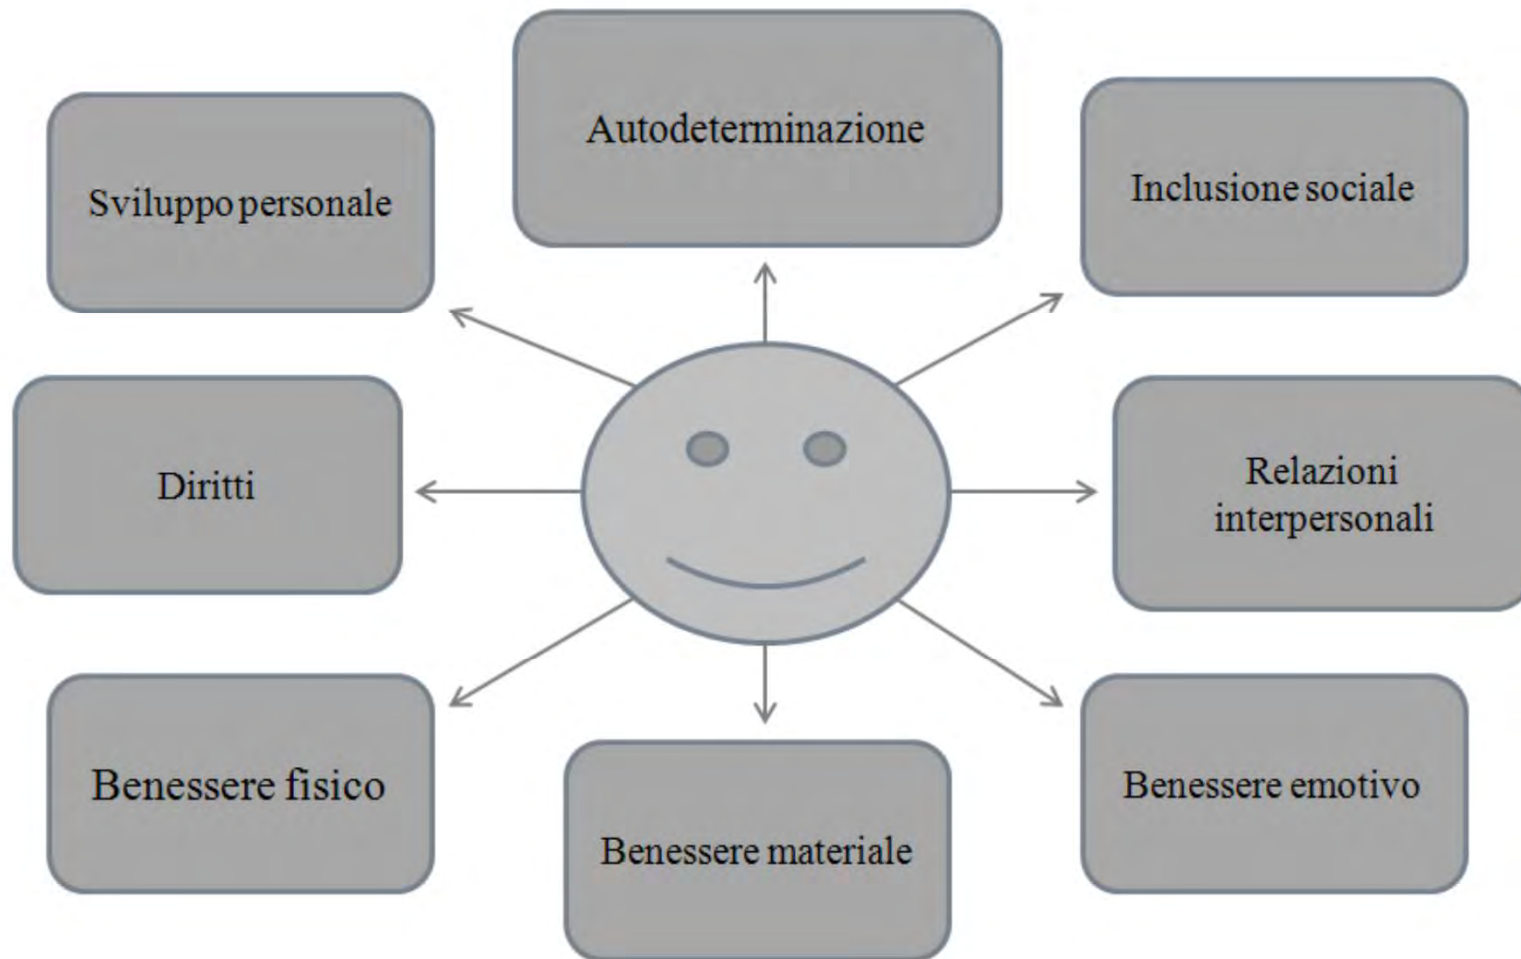 Autodeterminazione
Sviluppo personale
Inclusione sociale
Diritti
Relazioni
interpersonali
Benessere fisico
Benessere materiale
Benessere emotivo